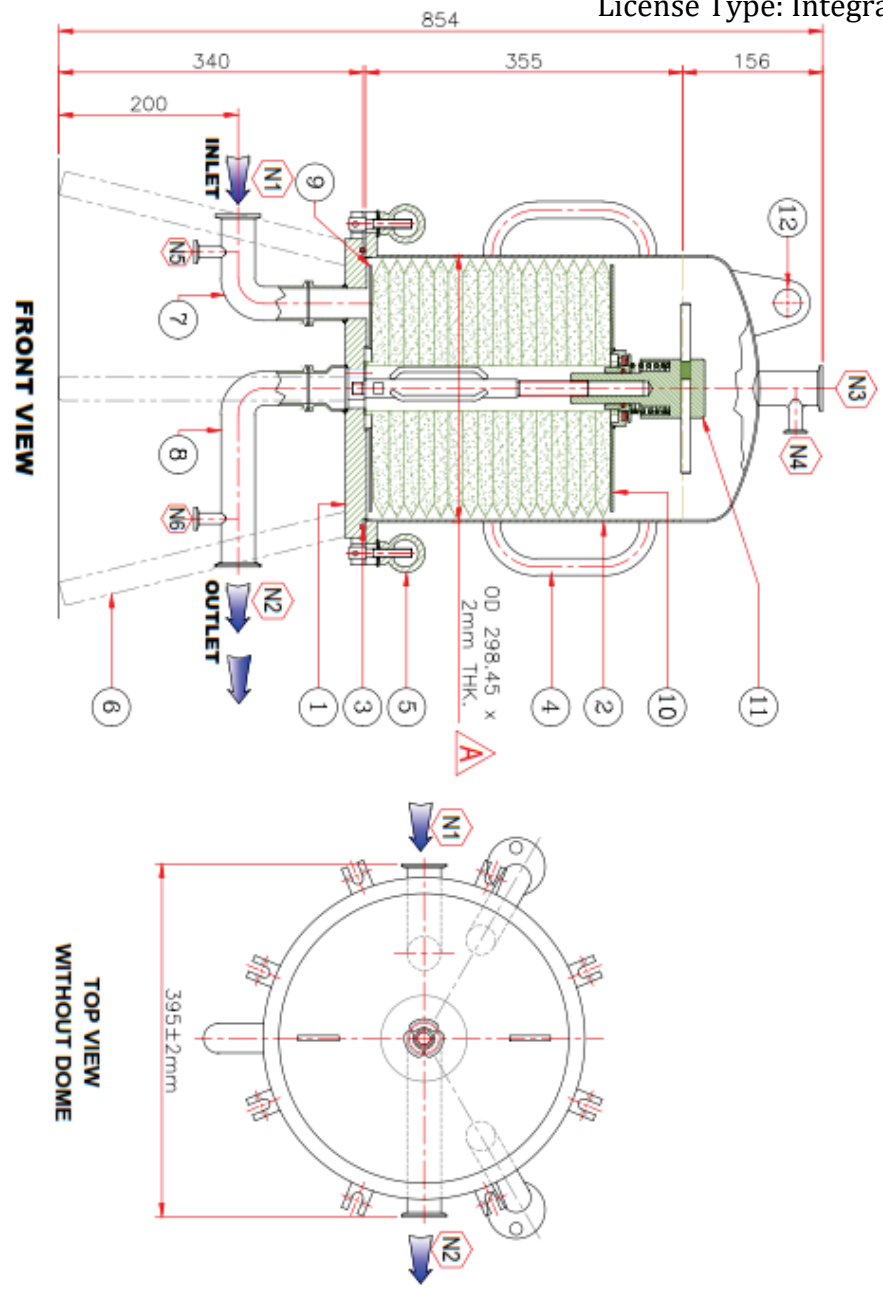 License Type: Integra
854
340
355
156
200
INLET
N1
9
12
N5
7
N3
N4
8
11
N6
OUTLET
N2
6
1
3
5
OD 298.45 x
2mm THK.
4
2
10
A
FRONT VIEW
N1
395±2mm
N2
TOP VIEW
WITHOUT DOME